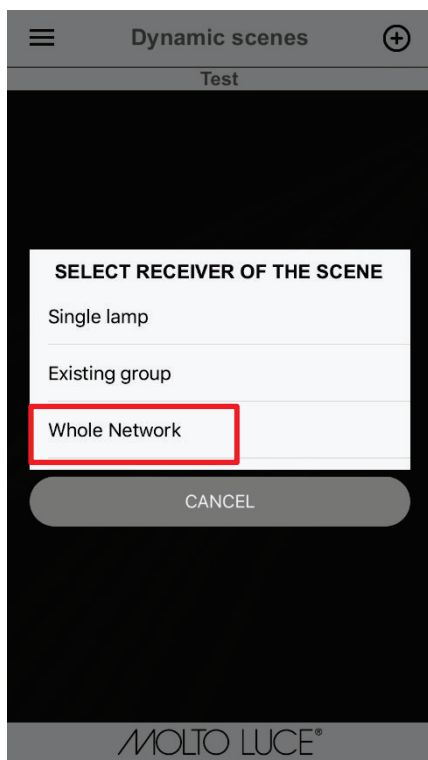 Dynamic scenes
Test
SELECT RECEIVER OF THE SCENE
Single lamp
Existing group
Whole Network
CANCEL
MOLTO LUCE®